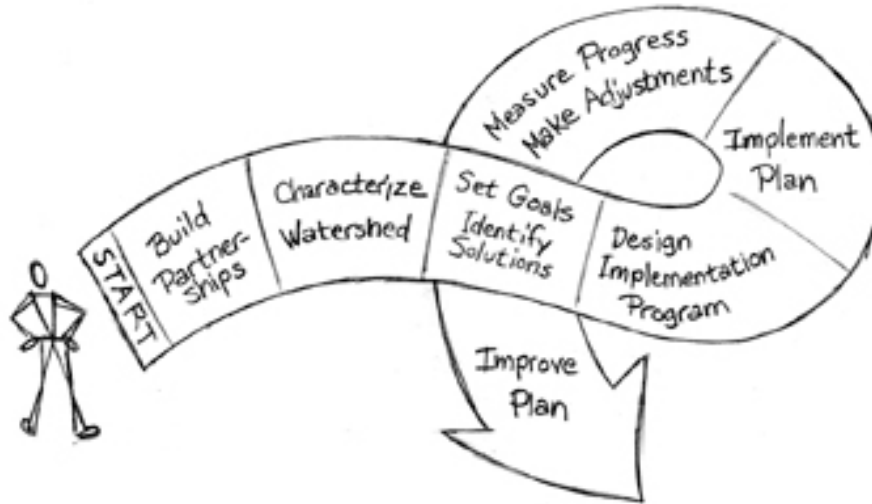 START
Build
Partner-
ships
Characterize
Watershed
Set Goals
Identify
Solutions
Design
Implementation
Program
Implement
Plan
Measure Progress
Make Adjustments
Improve
Plan